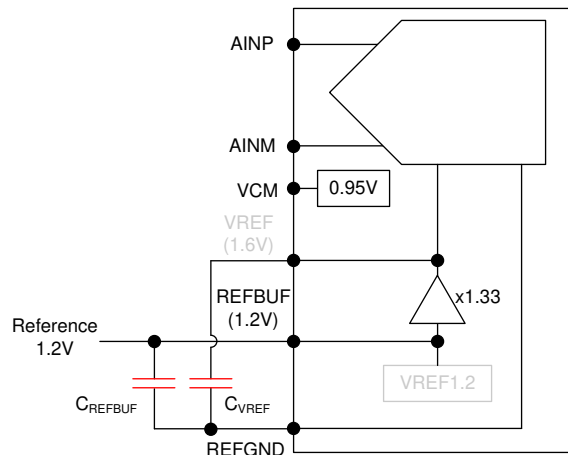 AINP
AINM
VCM
0.95V
VREF
(1.6V)
REFBUF
(1.2V)
x1.33
Reference
1.2V
VREF1.2
CREFBUF
CVREF
REFGND